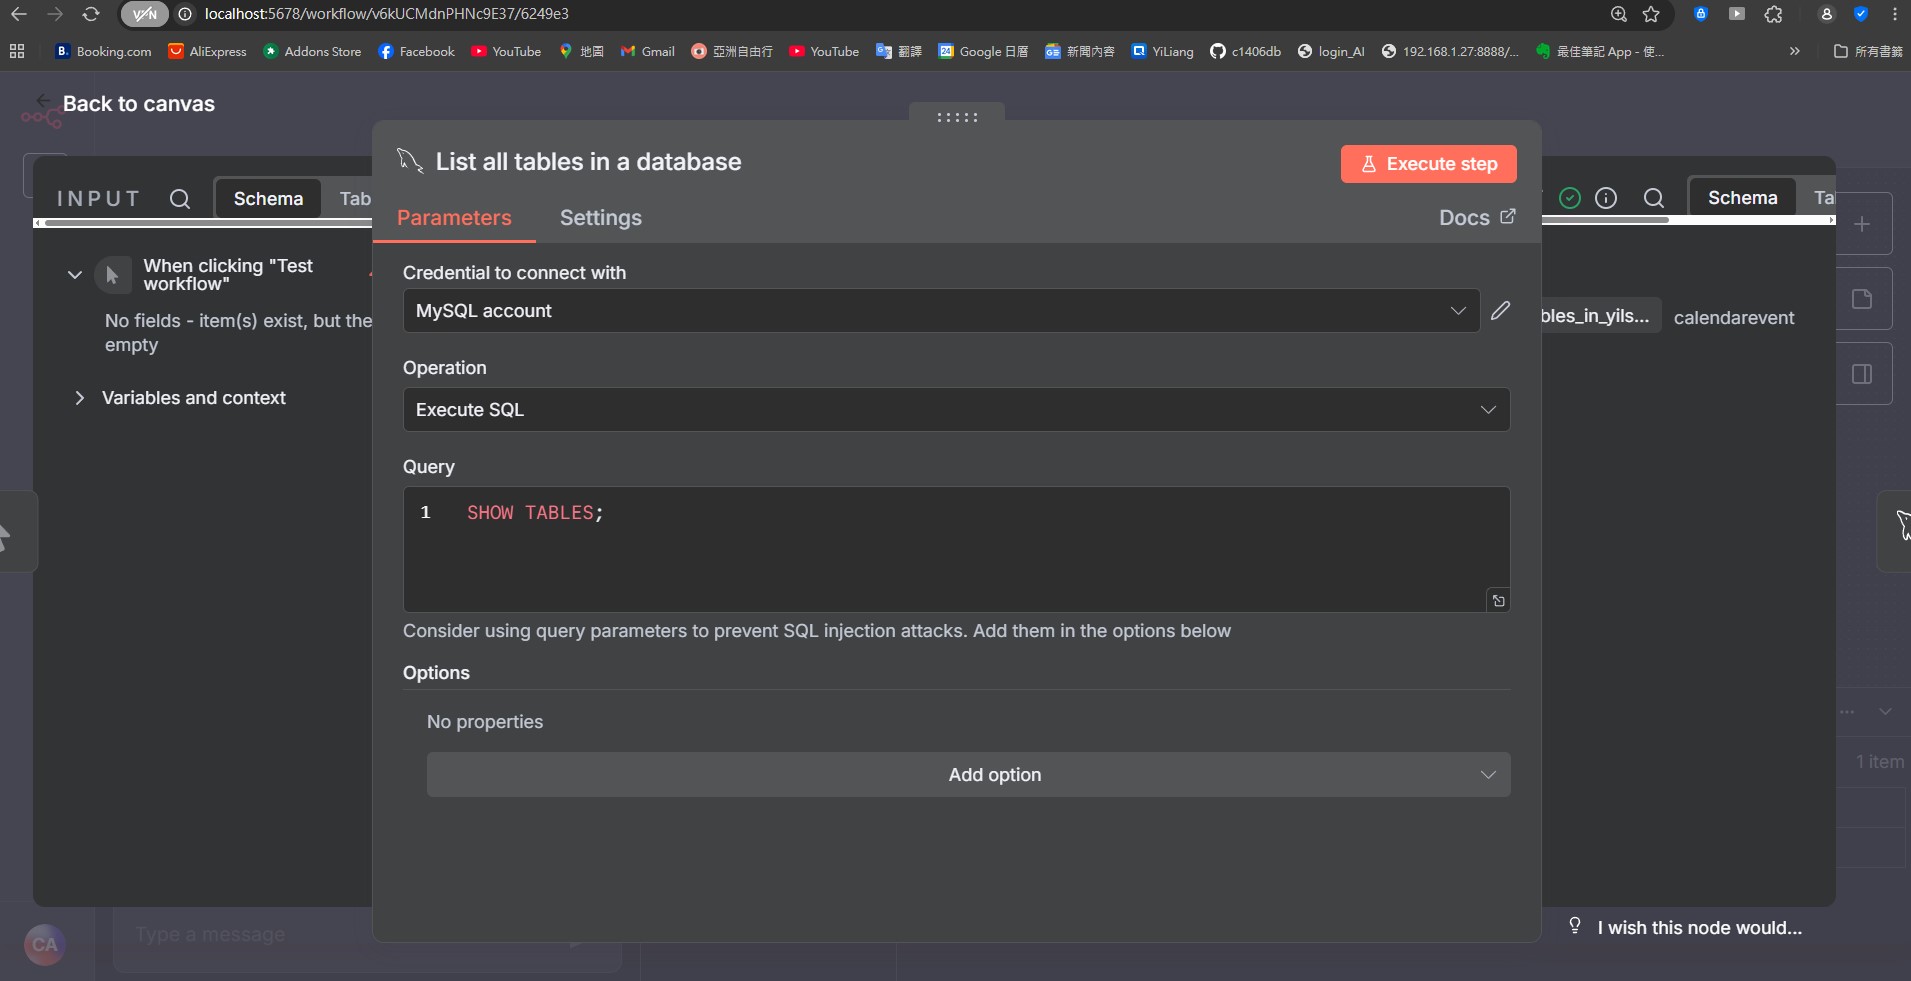 localhost:5678/workflow/v6kUCMdnPHNc9E37/6249e3
Booking.com AliExpress Addons Store Facebook YouTube 地圖 Gmail 亞洲自由行 YouTube 翻譯 Google 日曆 新聞內容 YiLiang c1406db login_AI 192.168.1.27:8888/... 最佳筆記 App - 使... » 所有書籤
Back to canvas
List all tables in a database
Execute step
INPUT
Schema
Tab
Parameters
Settings
Docs
Schema
Ta
When clicking "Test
workflow"
No fields - item(s) exist, but the
empty
Variables and context
Credential to connect with
MySQL account
bles_in_yils...
calendarevent
Operation
Execute SQL
Query
1 SHOW TABLES;
Consider using query parameters to prevent SQL injection attacks. Add them in the options below
Options
No properties
Add option
1 item
CA
Type a message
I wish this node would...